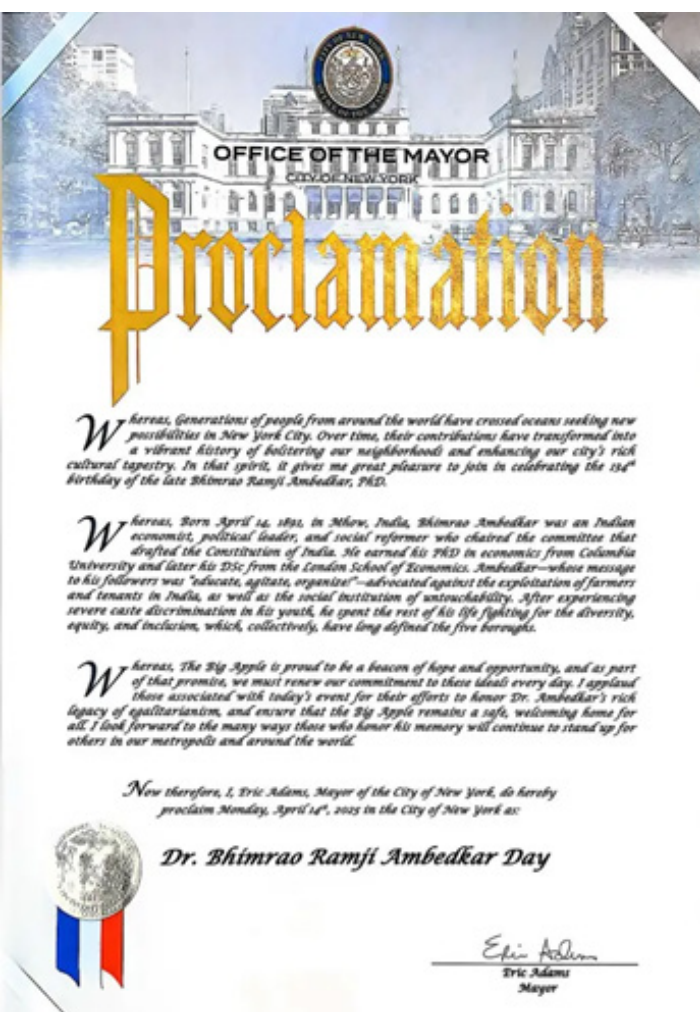 CITY OF NEW YORK
OFFICE OF THE MAYOR
OFFICE OF THE MAYOR
CITY OF NEW YORK
Proclamation
Whereas, Generations of people from around the world have crossed oceans seeking new
possibilities in New York City. Over time, their contributions have transformed into
a vibrant history of bolstering our neighborhoods and enhancing our city's rich
cultural tapestry. In that spirit, it gives me great pleasure to join in celebrating the 134th
birthday of the late Bhimrao Ramji Ambedkar, PhD.
Whereas, Born April 14, 1891, in Mhow, India, Bhimrao Ambedkar was an Indian
economist, political leader, and social reformer who chaired the committee that
drafted the Constitution of India. He earned his PhD in economics from Columbia
University and later his DSc from the London School of Economics. Ambedkar—whose message
to his followers was "educate, agitate, organize!"—advocated against the exploitation of farmers
and tenants in India, as well as the social institution of untouchability. After experiencing
severe caste discrimination in his youth, he spent the rest of his life fighting for the diversity,
equity, and inclusion, which, collectively, have long defined the five boroughs.
Whereas, The Big Apple is proud to be a beacon of hope and opportunity, and as part
of that promise, we must renew our commitment to these ideals every day. I applaud
those associated with today's event for their efforts to honor Dr. Ambedkar's rich
legacy of egalitarianism, and ensure that the Big Apple remains a safe, welcoming home for
all. I look forward to the many ways those who honor his memory will continue to stand up for
others in our metropolis and around the world.
Now therefore, I, Eric Adams, Mayor of the City of New York, do hereby
proclaim Monday, April 14th, 2025 in the City of New York as:
Dr. Bhimrao Ramji Ambedkar Day
Eric Adams
Eric Adams
Mayor